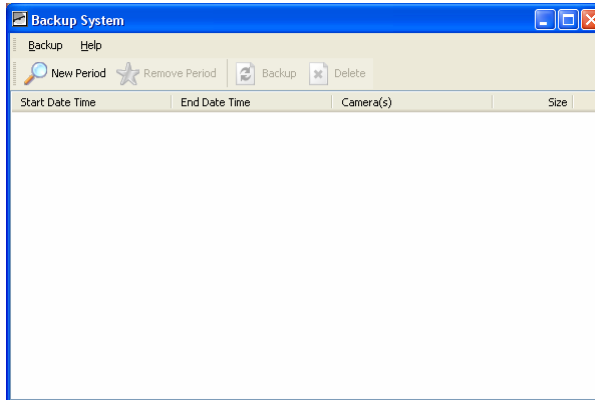 Backup System
Backup Help
New Period Remove Period Backup Delete
Start Date Time End Date Time Camera(s) Size